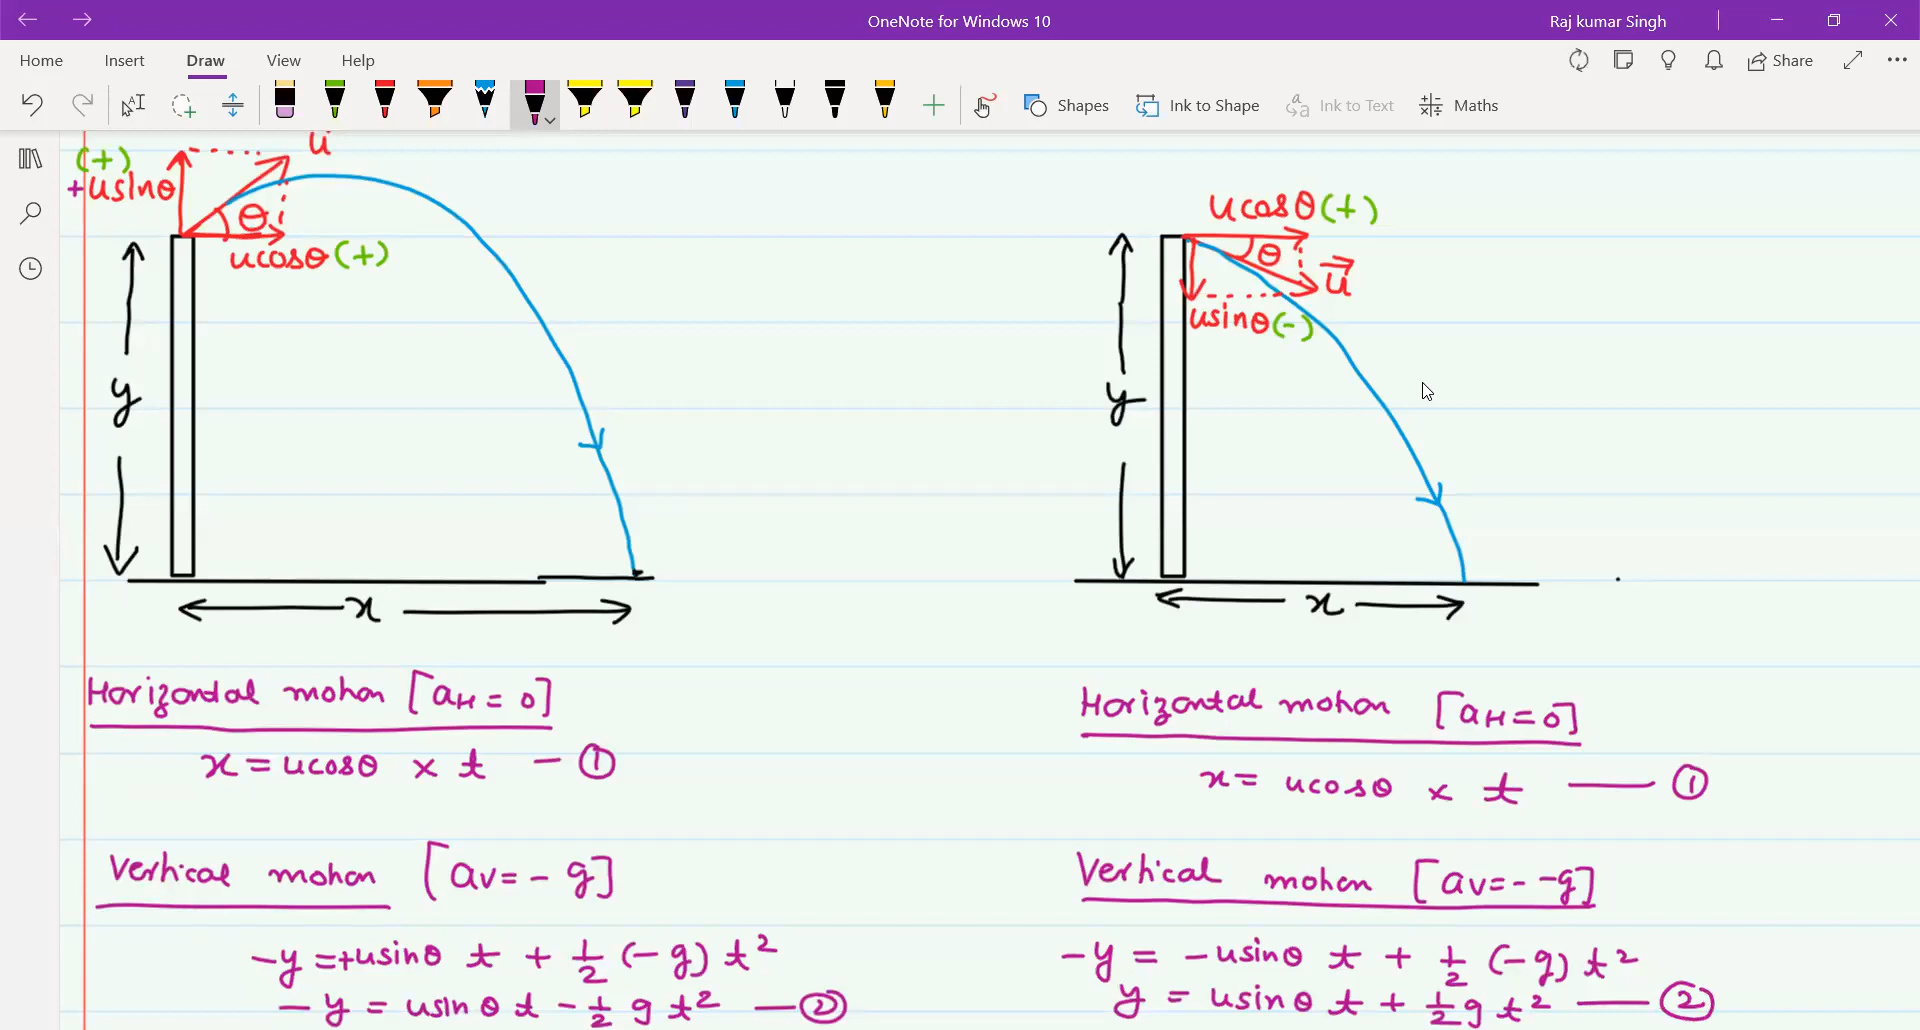 OneNote for Windows 10
Raj kumar Singh
Home Insert Draw View Help
Share
Shapes Ink to Shape Ink to Text Maths
u
(+)
+usinθ
θ
ucosθ(+)
y
x
ucosθ(+)
θ
u
usinθ(-)
y
x
Horizontal motion [aH = 0]
x = ucosθ × t - ①
Vertical motion [av = - g]
-y = +usinθ t + 1/2 (-g) t²
- y = usinθ t - 1/2 g t² - ②
Horizontal motion [aH = 0]
x = ucosθ × t - ①
Vertical motion [av = - -g]
-y = -usinθ t + 1/2 (-g) t²
y = usinθ t + 1/2 g t² - ②